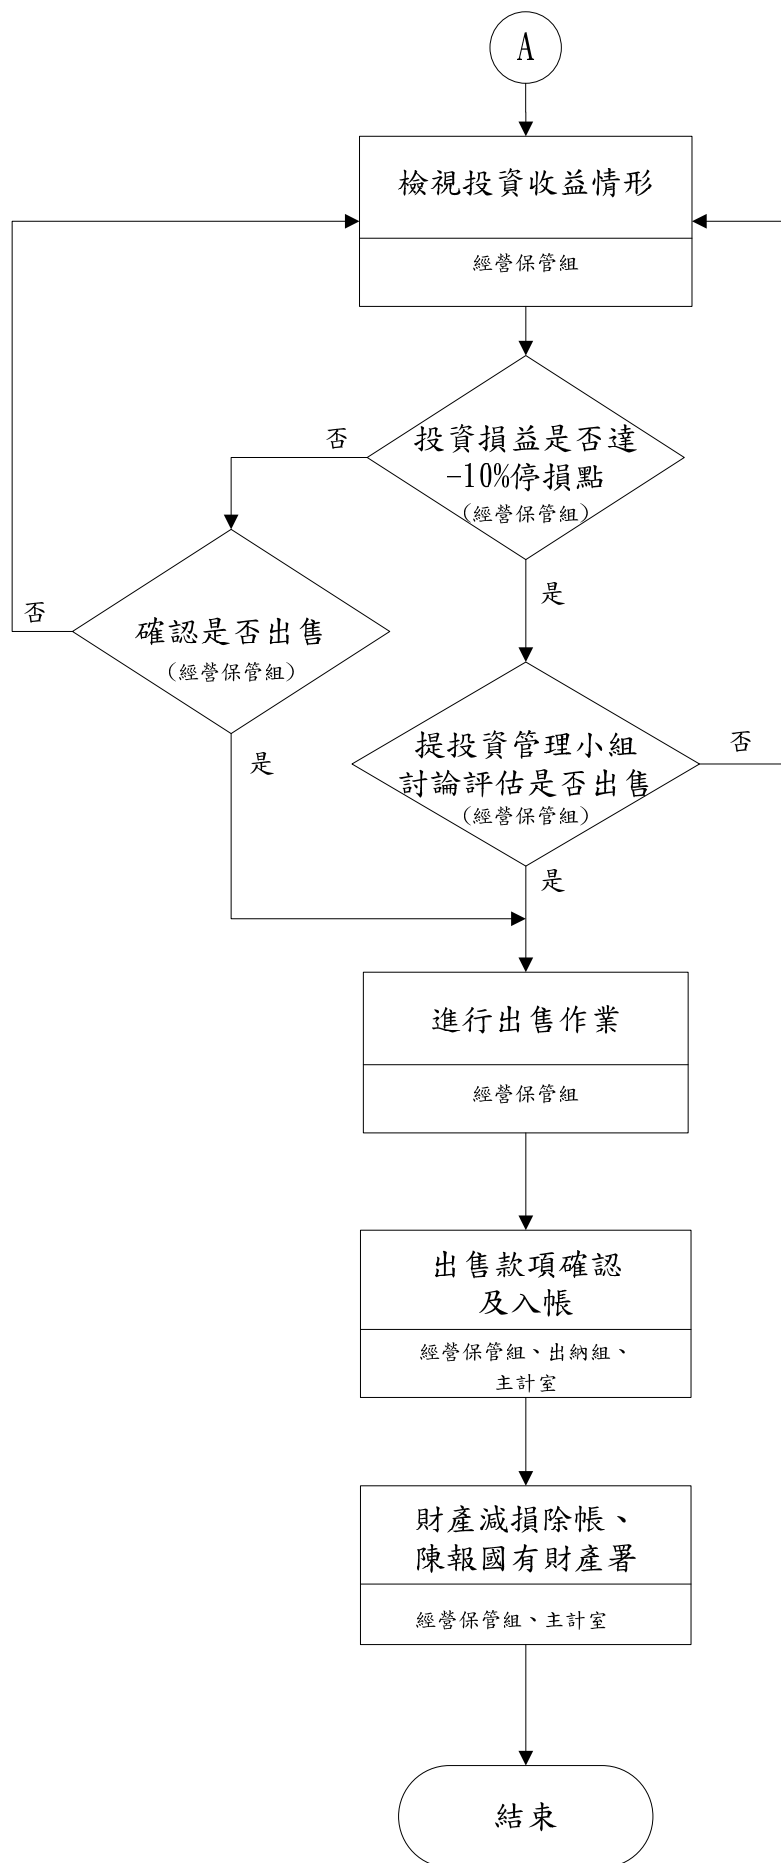 A
檢視投資收益情形
經營保管組
否
投資損益是否達
-10%停損點
(經營保管組)
是
否
確認是否出售
(經營保管組)
是
提投資管理小組
討論評估是否出售
(經營保管組)
否
是
進行出售作業
經營保管組
出售款項確認
及入帳
經營保管組、出納組、
主計室
財產減損除帳、
陳報國有財產署
經營保管組、主計室
結束